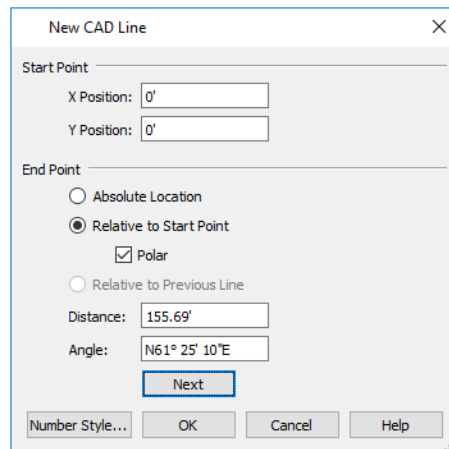 New CAD Line
Start Point
X Position: 0'
Y Position: 0'
End Point
Absolute Location
Relative to Start Point
Polar
Relative to Previous Line
Distance: 155.69'
Angle: N61° 25' 10"E
Next
Number Style... OK Cancel Help